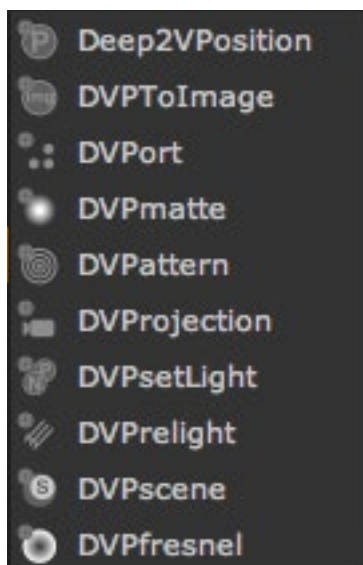 Deep2VPosition
DVPToImage
DVPort
DVPmatte
DVPattern
DVProjection
DVPsetLight
DVPrelight
DVPscene
DVPfresnel